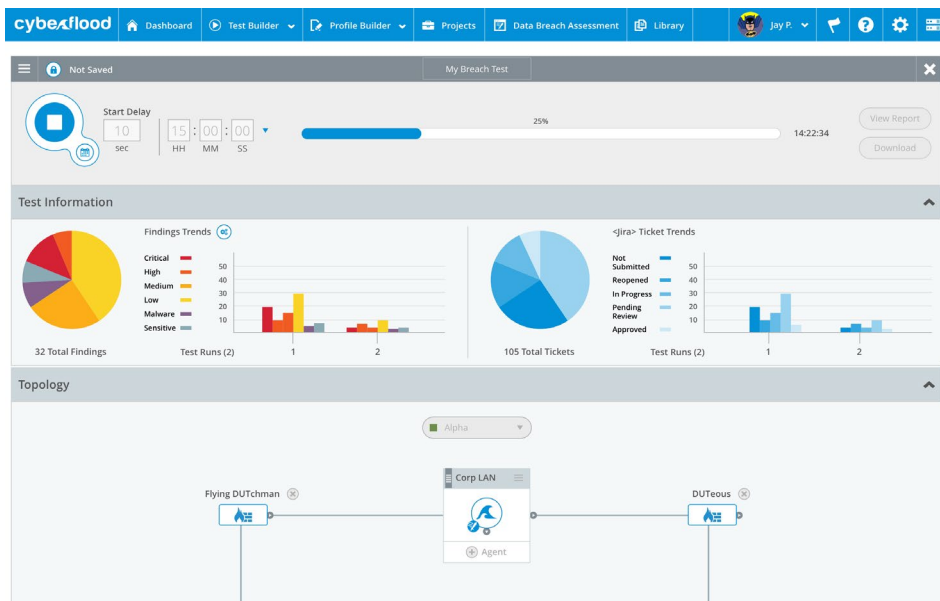 cyberflood
Dashboard
Test Builder
Profile Builder
Projects
Data Breach Assessment
Library
Jay P.
Not Saved
My Breach Test
Start Delay
10
sec
15 : 00 : 00
HH MM SS
25%
14:22:34
View Report
Download
Test Information
Findings Trends
Critical
High
Medium
Low
Malware
Sensitive
50
40
30
20
10
32 Total Findings
Test Runs (2)
1
2
<Jira> Ticket Trends
Not
Submitted
Reopened
In Progress
Pending
Review
Approved
50
40
30
20
10
105 Total Tickets
Test Runs (2)
1
2
Topology
Alpha
Corp LAN
Flying DUTchman
DUTeous
Agent